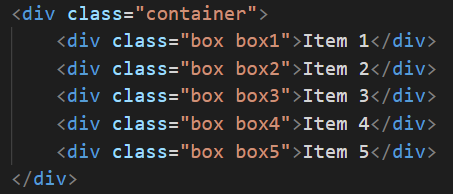 <div class="container">
    <div class="box box1">Item 1</div>
    <div class="box box2">Item 2</div>
    <div class="box box3">Item 3</div>
    <div class="box box4">Item 4</div>
    <div class="box box5">Item 5</div>
</div>